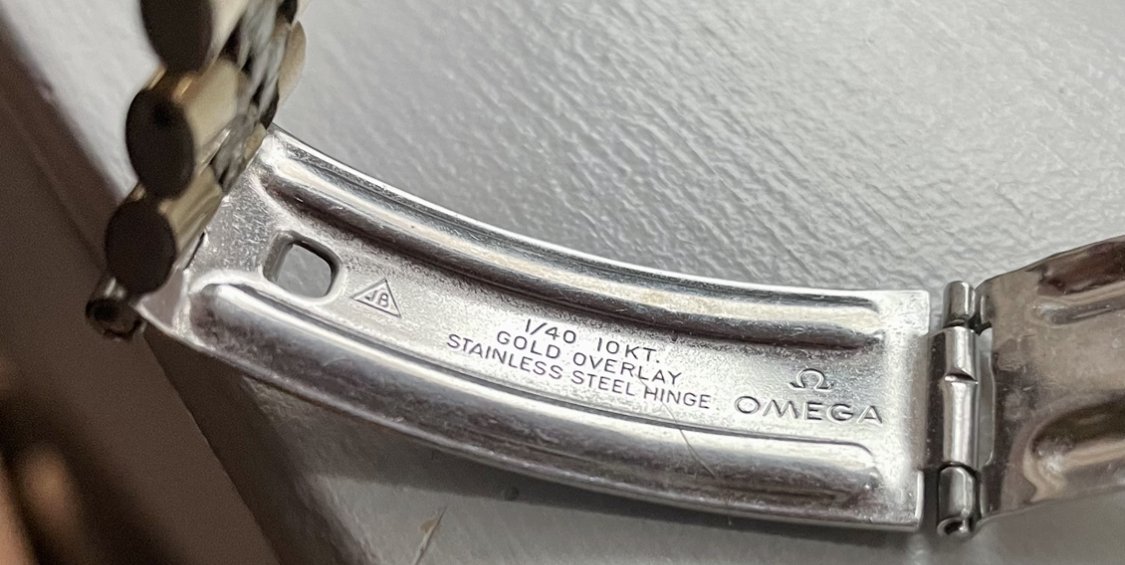 JB
1/40 10KT.
GOLD OVERLAY
STAINLESS STEEL HINGE
Ω
OMEGA